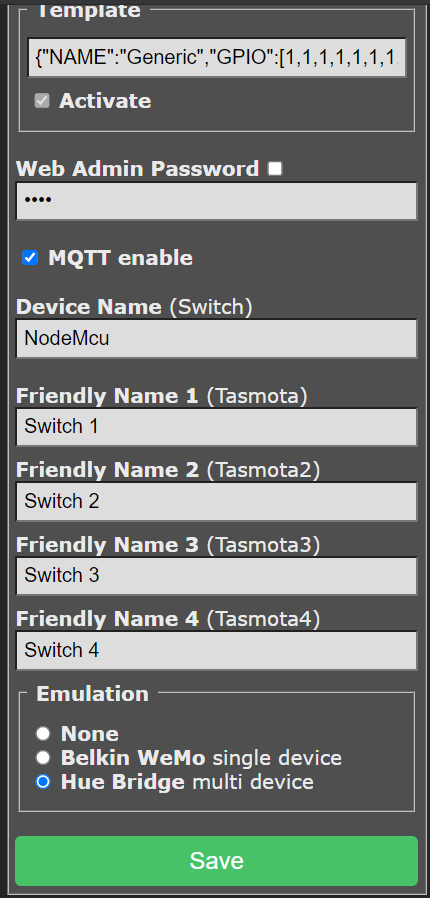 Template
{"NAME":"Generic","GPIO":[1,1,1,1,1,1,1,
Activate
Web Admin Password
••••
MQTT enable
Device Name (Switch)
NodeMcu
Friendly Name 1 (Tasmota)
Switch 1
Friendly Name 2 (Tasmota2)
Switch 2
Friendly Name 3 (Tasmota3)
Switch 3
Friendly Name 4 (Tasmota4)
Switch 4
Emulation
None
Belkin WeMo single device
Hue Bridge multi device
Save